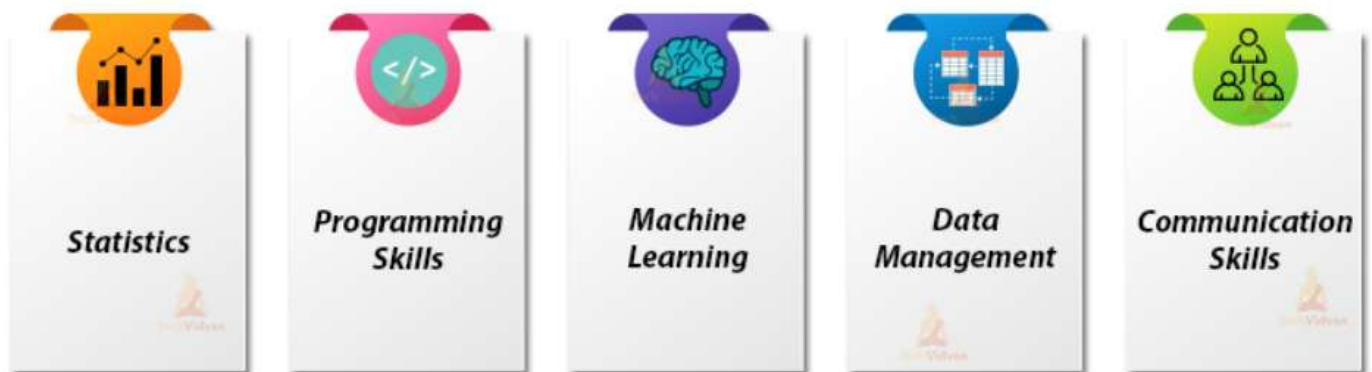 </>
Statistics
Programming
Skills
Machine
Learning
Data
Management
Communication
Skills